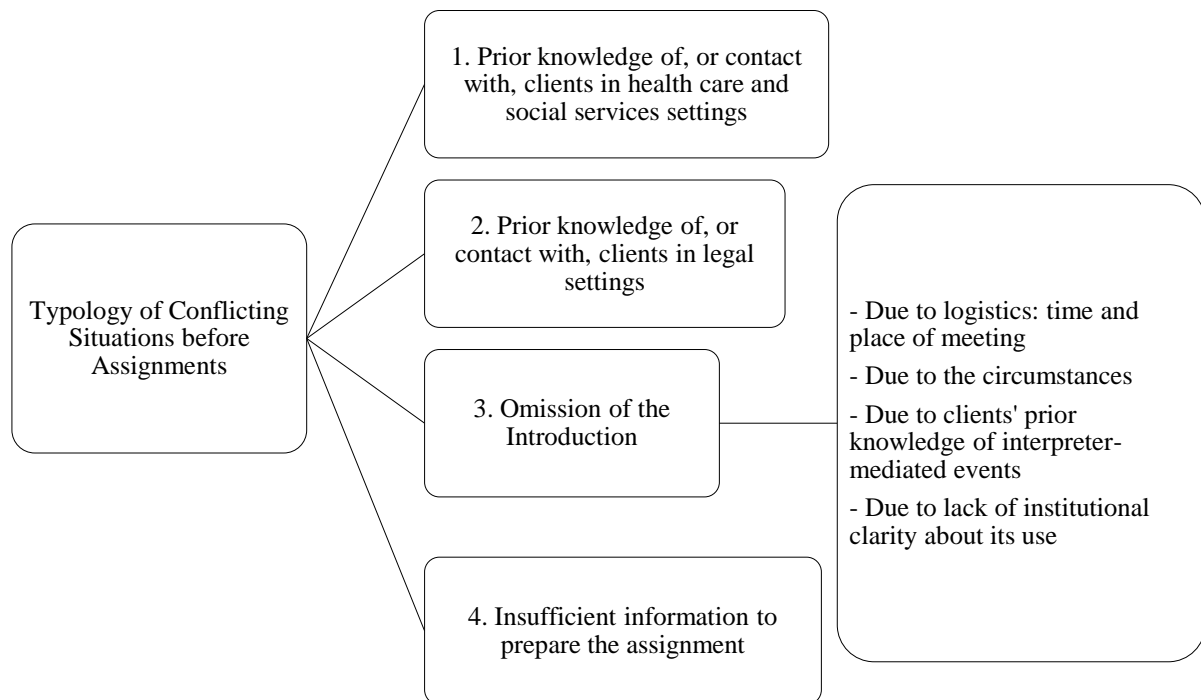 1. Prior knowledge of, or contact
with, clients in health care and
social services settings
2. Prior knowledge of, or
contact with, clients in legal
settings
Typology of Conflicting
Situations before
Assignments
3. Omission of the
Introduction
4. Insufficient information to
prepare the assignment
- Due to logistics: time and
place of meeting
- Due to the circumstances
- Due to clients' prior
knowledge of interpreter-
mediated events
- Due to lack of institutional
clarity about its use